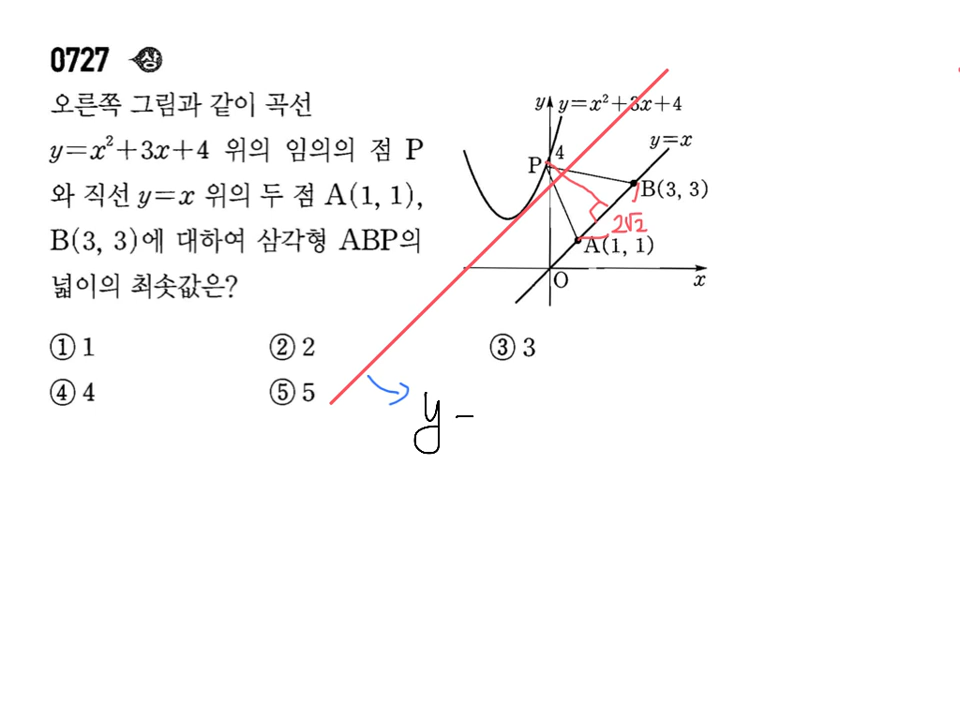 0727 상
오른쪽 그림과 같이 곡선
y=x²+3x+4 위의 임의의 점 P
와 직선 y=x 위의 두 점 A(1, 1),
B(3, 3)에 대하여 삼각형 ABP의
넓이의 최솟값은?
① 1
② 2
③ 3
④ 4
⑤ 5
y
y=x²+3x+4
y=x
P
4
B(3, 3)
2√2
A(1, 1)
O
x
y -